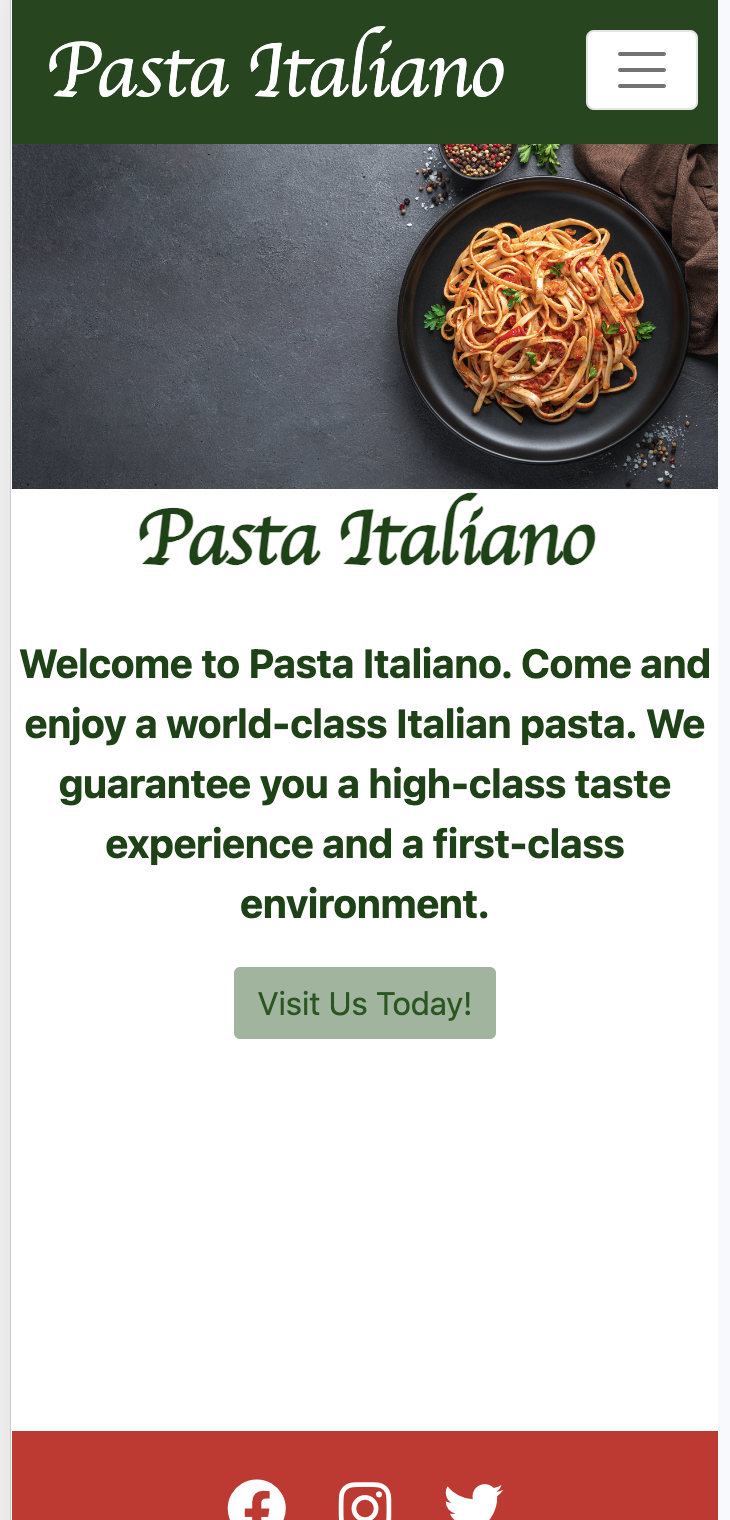 Pasta Italiano
Pasta Italiano
Welcome to Pasta Italiano. Come and
enjoy a world-class Italian pasta. We
guarantee you a high-class taste
experience and a first-class
environment.
Visit Us Today!